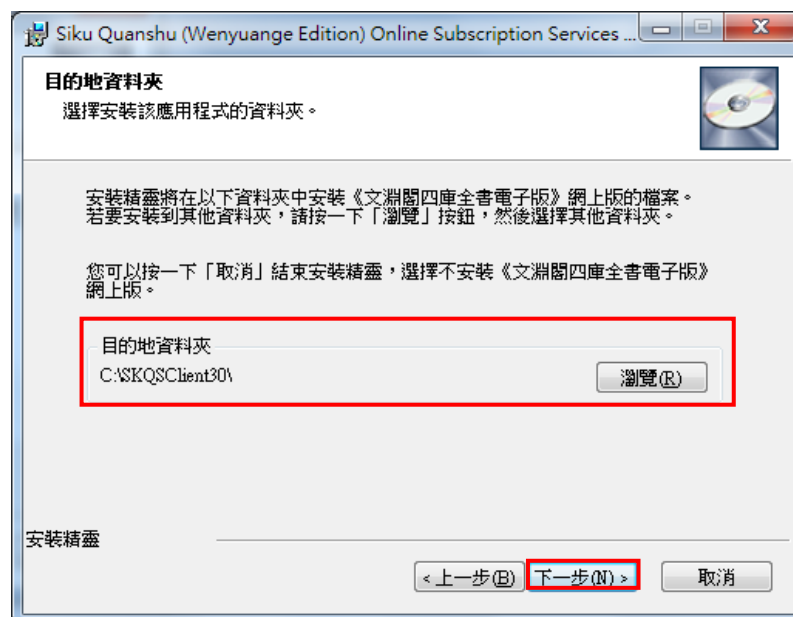 Siku Quanshu (Wenyuange Edition) Online Subscription Services ...
目的地資料夾
選擇安裝該應用程式的資料夾。
安裝精靈將在以下資料夾中安裝《文淵閣四庫全書電子版》網上版的檔案。
若要安裝到其他資料夾，請按一下「瀏覽」按鈕，然後選擇其他資料夾。
您可以按一下「取消」結束安裝精靈，選擇不安裝《文淵閣四庫全書電子版》
網上版。
目的地資料夾
C:\SKQSClient30\
瀏覽(R)
安裝精靈
<上一步(B) 下一步(N)> 取消